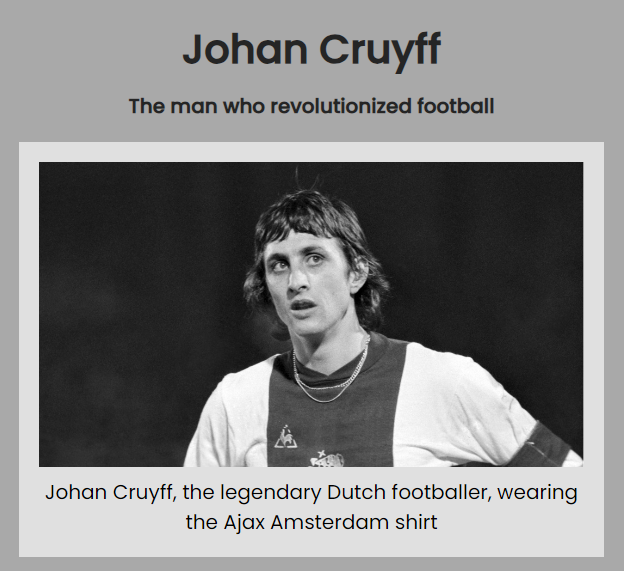 Johan Cruyff
The man who revolutionized football
Johan Cruyff, the legendary Dutch footballer, wearing
the Ajax Amsterdam shirt